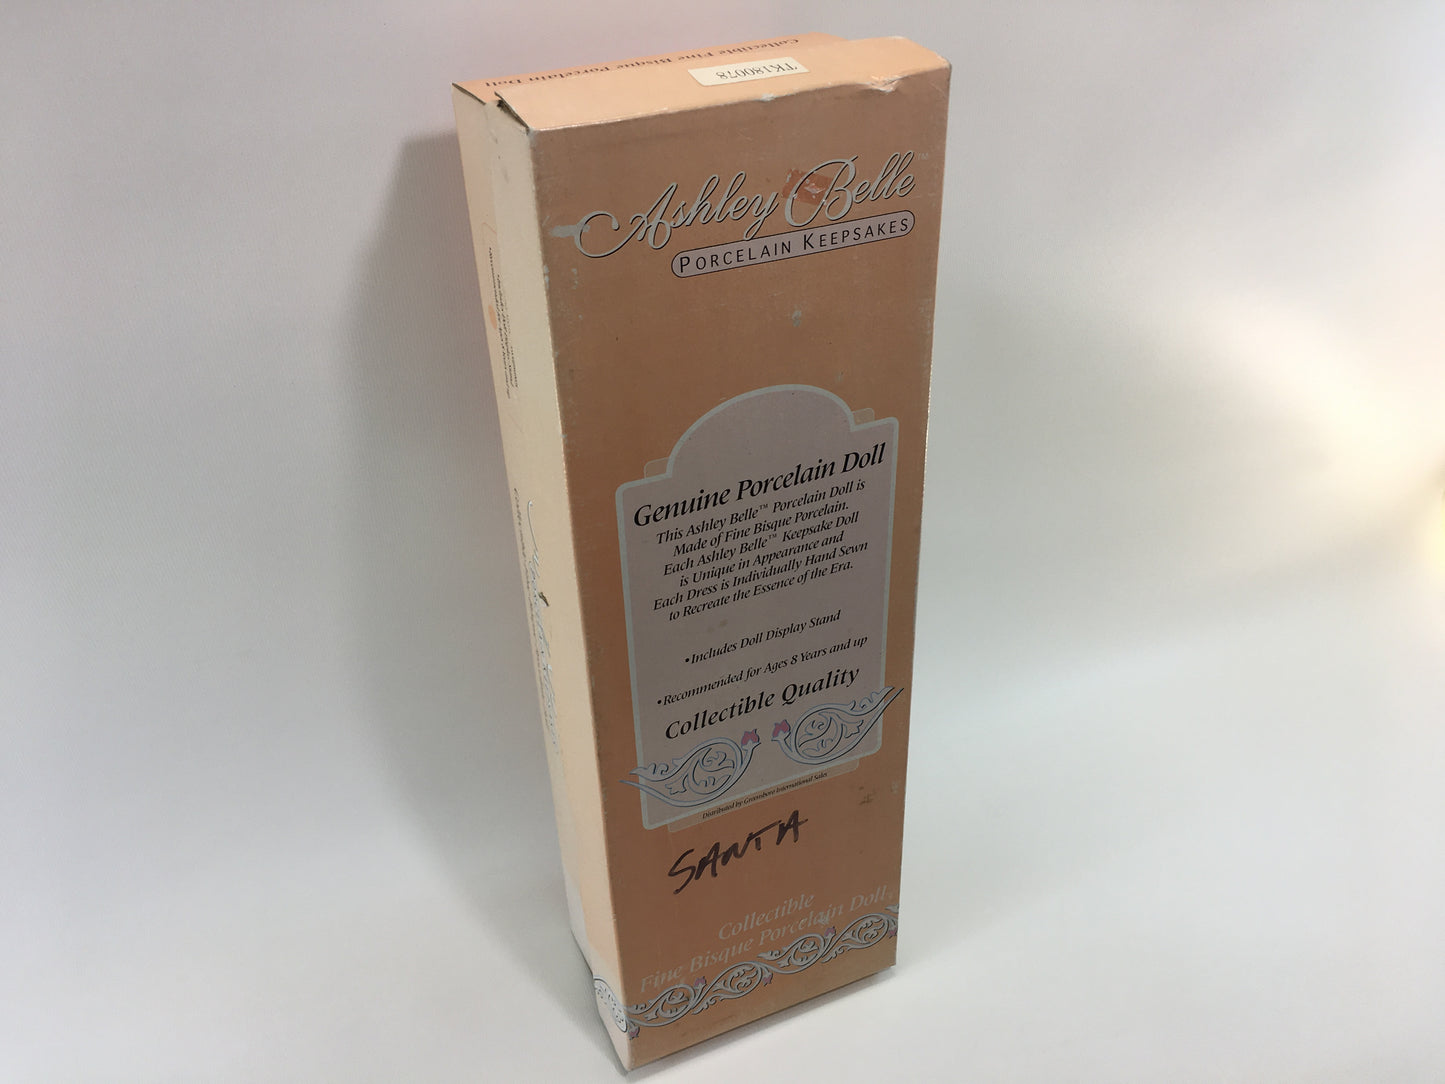 Collectible Fine Bisque Porcelain Doll
TK180078
Ashley Belle™
PORCELAIN KEEPSAKES
Genuine Porcelain Doll
This Ashley Belle™ Porcelain Doll is
Made of Fine Bisque Porcelain.
Each Ashley Belle™ Keepsake Doll
is Unique in Appearance and
Each Dress is Individually Hand Sewn
to Recreate the Essence of the Era.
•Includes Doll Display Stand
•Recommended for Ages 8 Years and up
Collectible Quality
Distributed by Greensboro International Sales
SANTA
Collectible
Fine Bisque Porcelain Doll